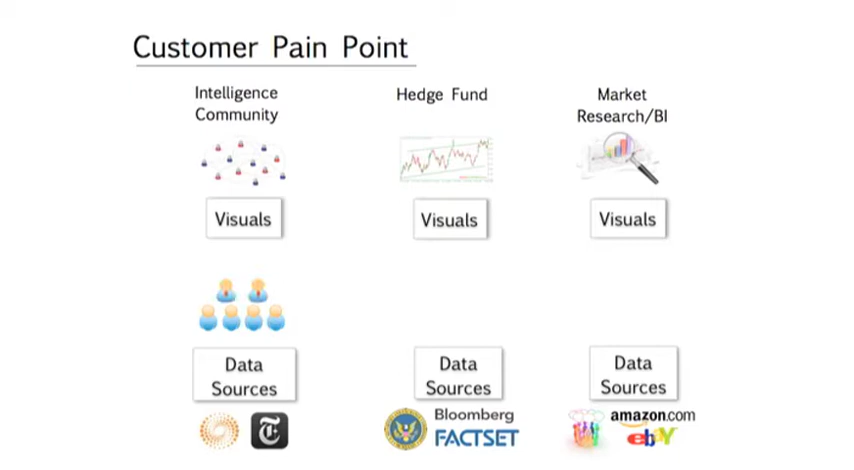 Customer Pain Point
Intelligence
Community
Hedge Fund
Market
Research/BI
Visuals
Visuals
Visuals
Data
Sources
Data
Sources
Data
Sources
T
Bloomberg
FACTSET
amazon.com
ebY